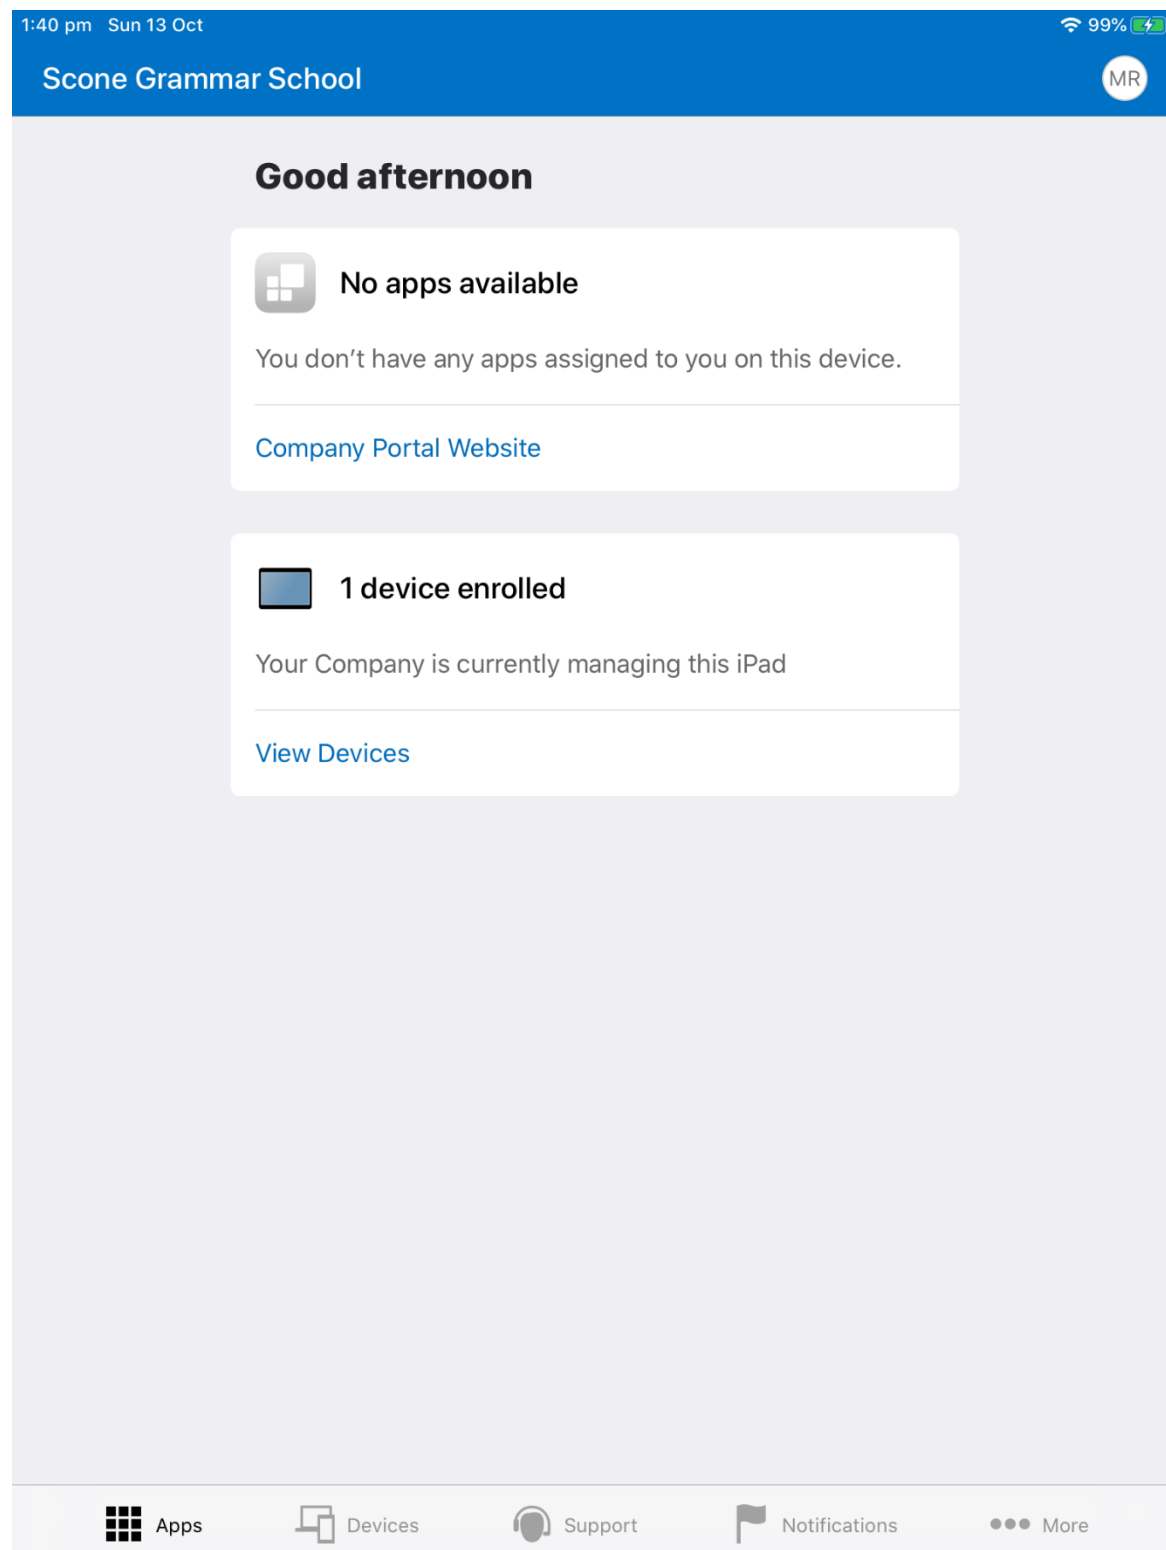 1:40 pm Sun 13 Oct 99%
Scone Grammar School MR
Good afternoon
No apps available
You don’t have any apps assigned to you on this device.
Company Portal Website
1 device enrolled
Your Company is currently managing this iPad
View Devices
Apps Devices Support Notifications More